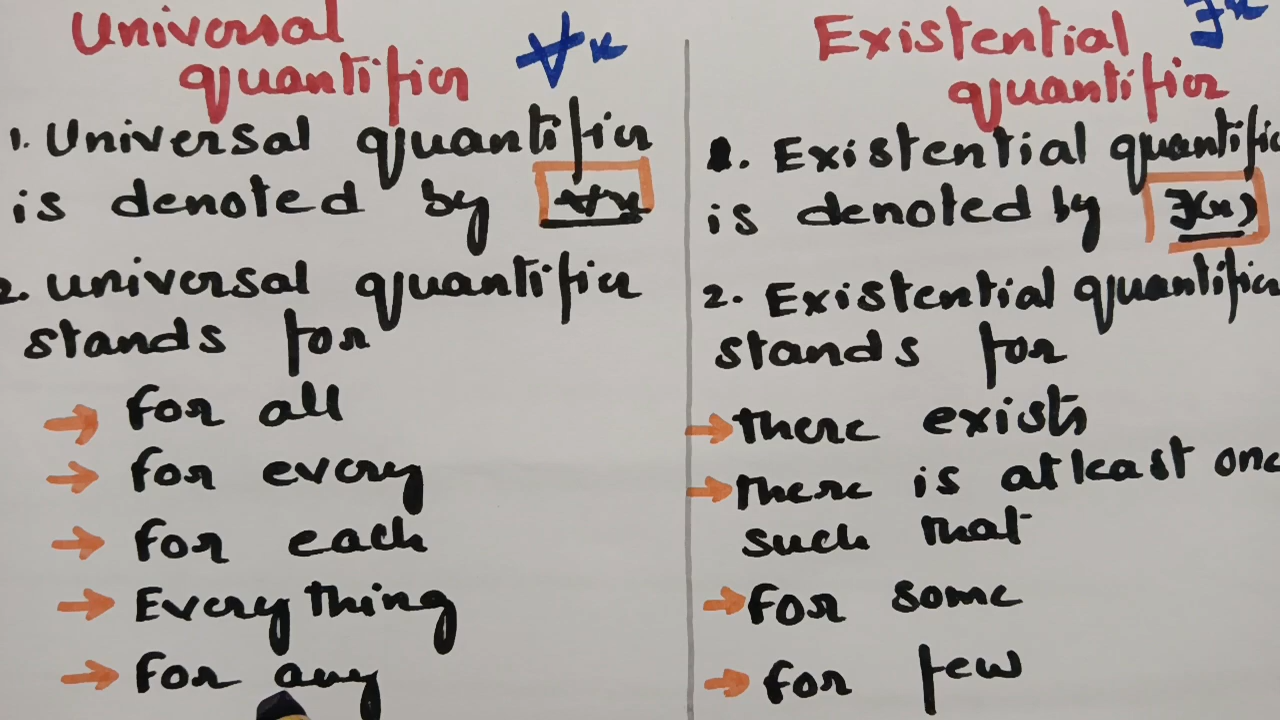 Universal
quantifier
∀x
1. Universal quantifier
is denoted by ∀x
2. universal quantifier
stands for
→ for all
→ for every
→ for each
→ Everything
→ for any
Existential
quantifier
∃x
1. Existential quantifie
is denoted by ∃(x)
2. Existential quantifier
stands for
→ there exists
→ there is atleast one
such that
→ for some
→ for few